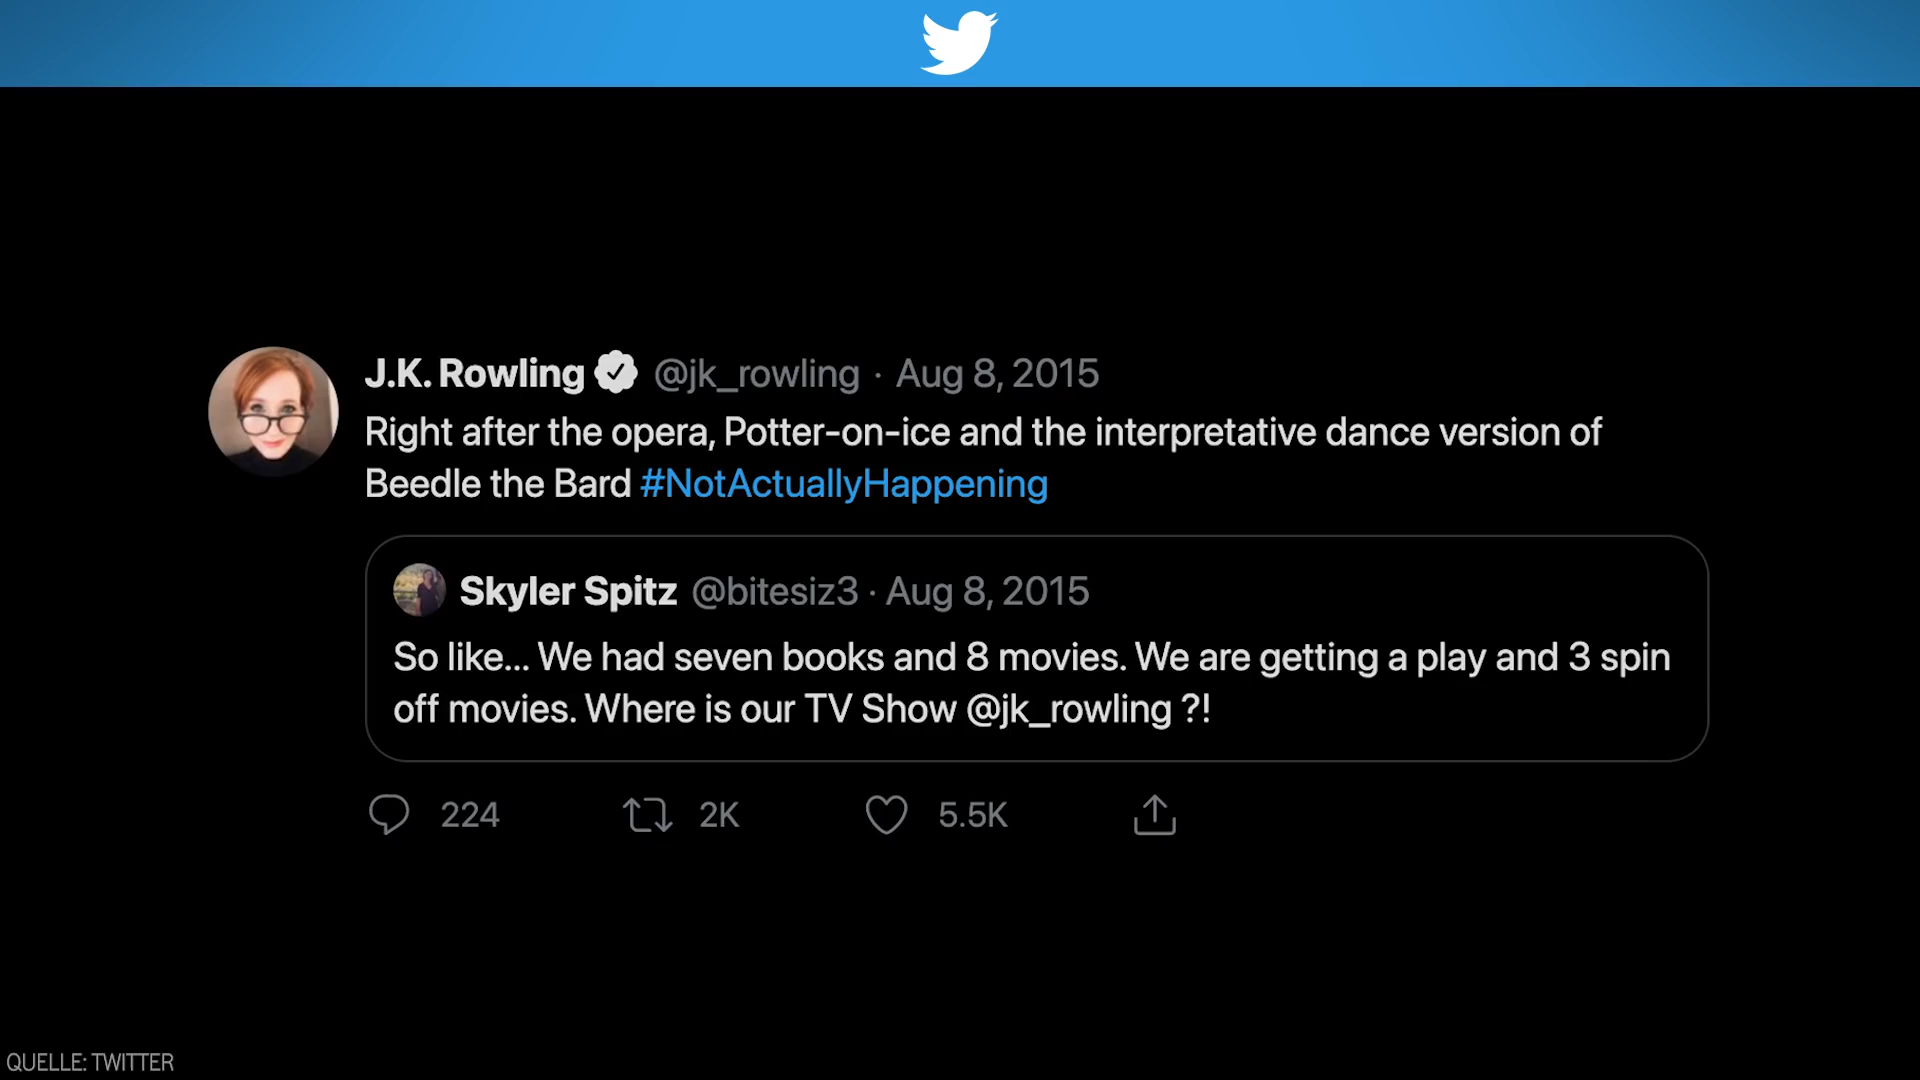 J.K. Rowling @jk_rowling · Aug 8, 2015
Right after the opera, Potter-on-ice and the interpretative dance version of
Beedle the Bard #NotActuallyHappening
Skyler Spitz @bitesiz3 · Aug 8, 2015
So like... We had seven books and 8 movies. We are getting a play and 3 spin
off movies. Where is our TV Show @jk_rowling ?!
224 2K 5.5K
QUELLE: TWITTER